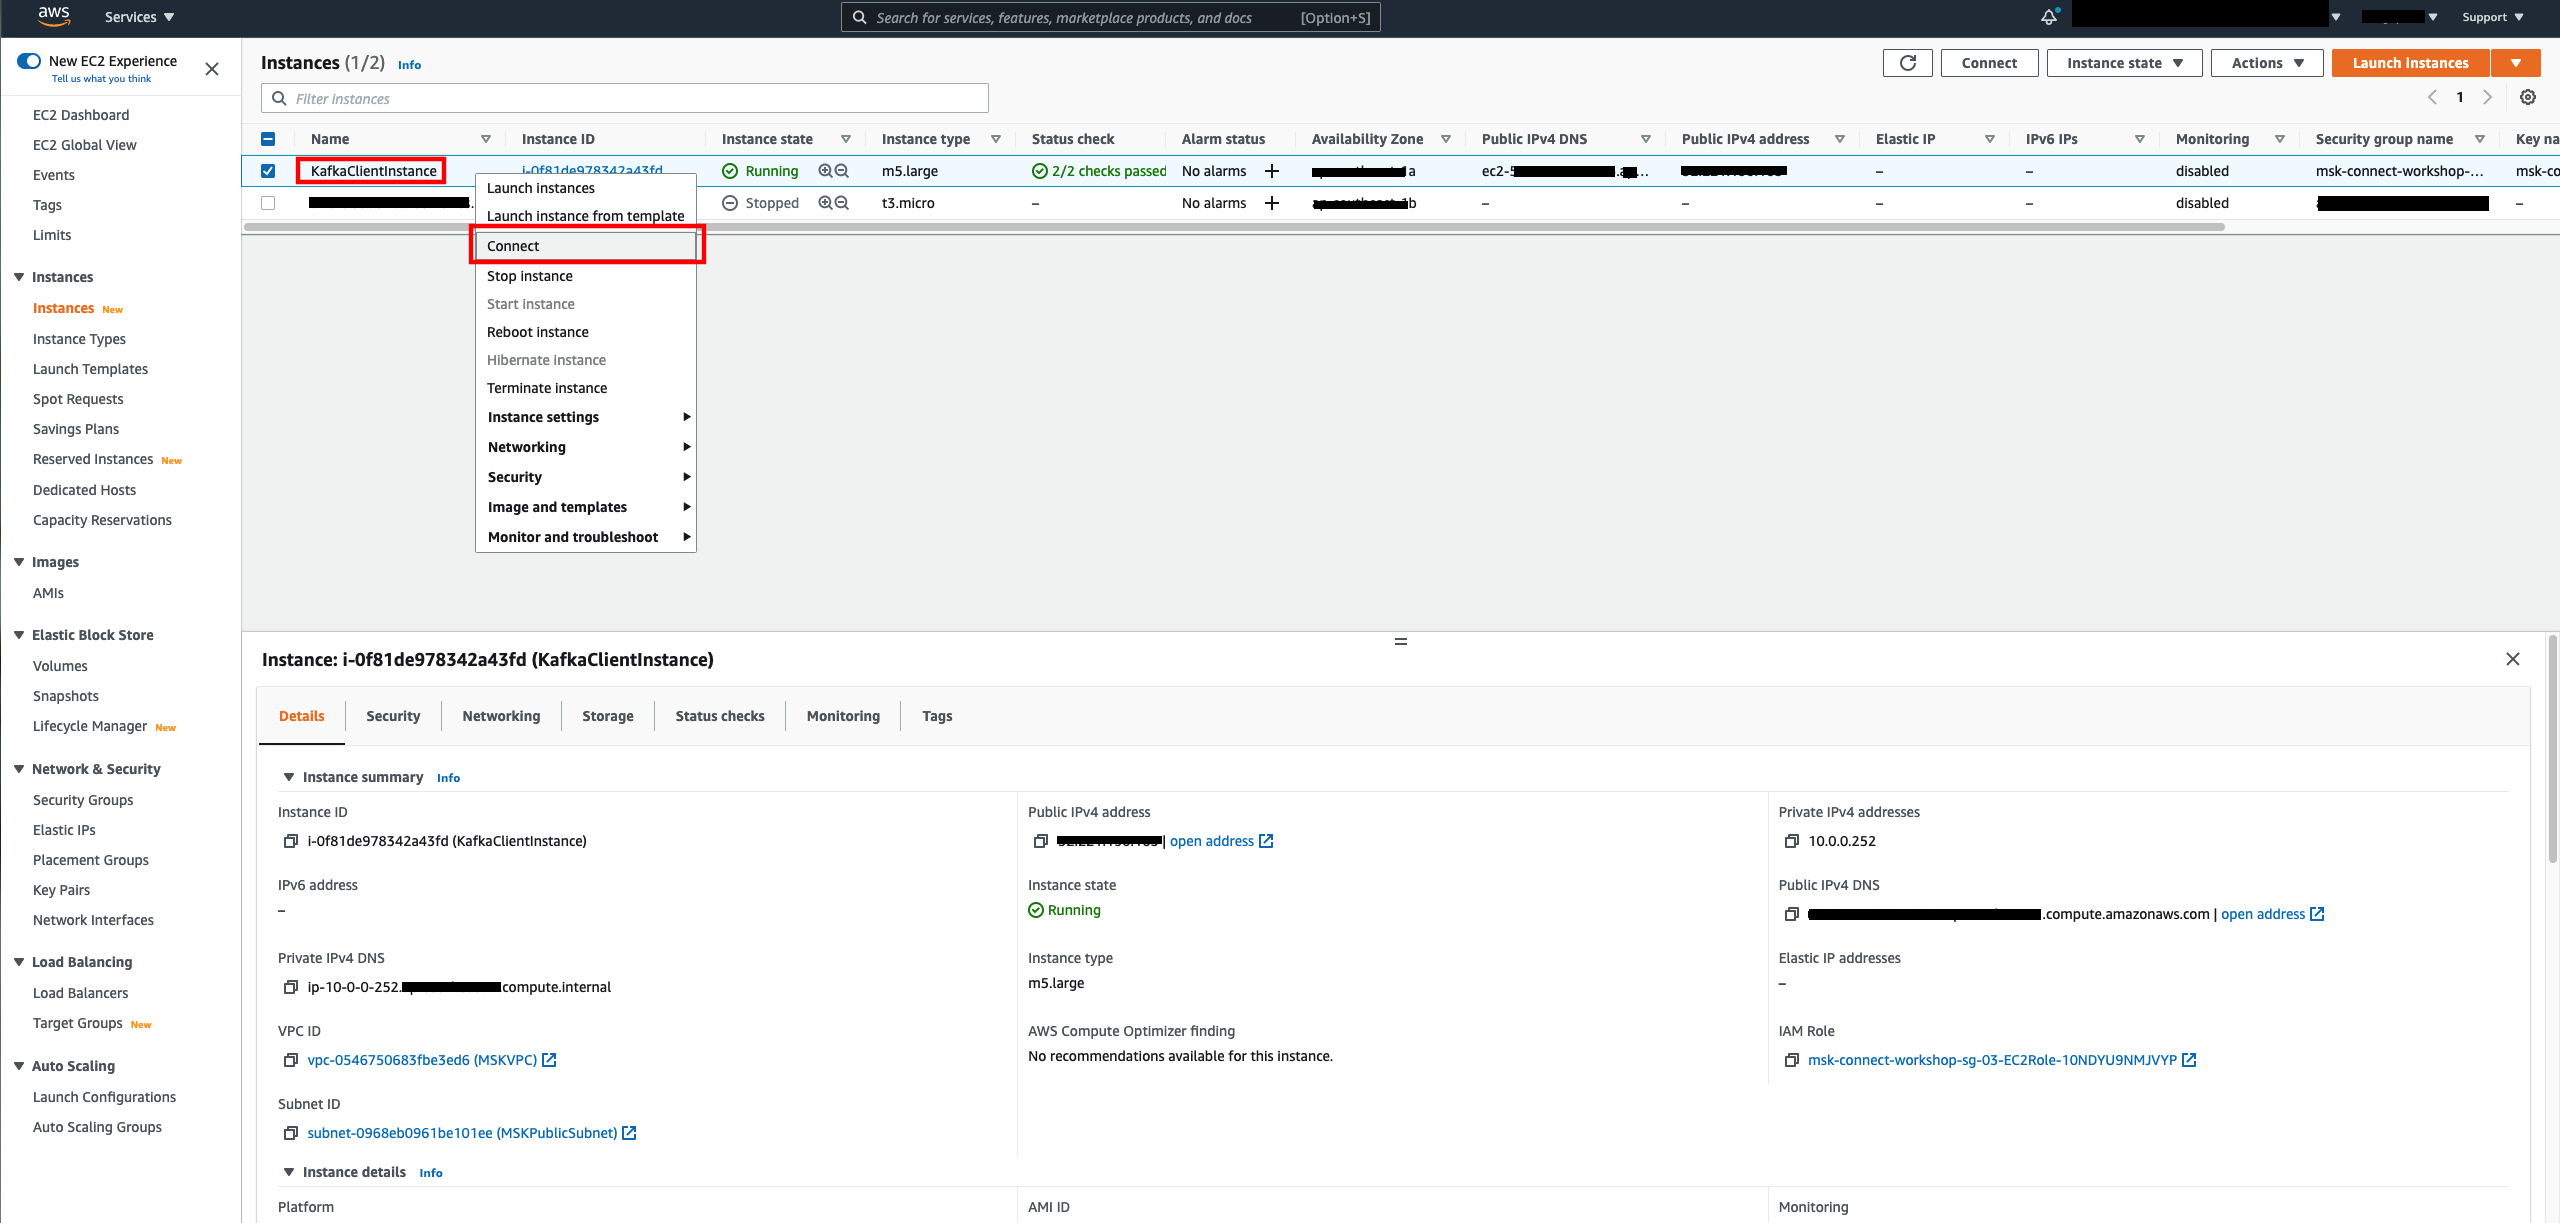 aws Services Search for services, features, marketplace products, and docs [Option+S] Support
New EC2 Experience
Tell us what you think
EC2 Dashboard
EC2 Global View
Events
Tags
Limits
Instances
Instances New
Instance Types
Launch Templates
Spot Requests
Savings Plans
Reserved Instances New
Dedicated Hosts
Capacity Reservations
Images
AMIs
Elastic Block Store
Volumes
Snapshots
Lifecycle Manager New
Network & Security
Security Groups
Elastic IPs
Placement Groups
Key Pairs
Network Interfaces
Load Balancing
Load Balancers
Target Groups New
Auto Scaling
Launch Configurations
Auto Scaling Groups
Instances (1/2) Info Connect Instance state Actions Launch instances
Filter instances 1
Name Instance ID Instance state Instance type Status check Alarm status Availability Zone Public IPv4 DNS Public IPv4 address Elastic IP IPv6 IPs Monitoring Security group name Key na
KafkaClientInstance i-0f81de978342a43fd Running m5.large 2/2 checks passed No alarms a ec2-5 ... – – disabled msk-connect-workshop-... msk-co
Stopped t3.micro – No alarms b – – – – disabled –
Launch instances
Launch instance from template
Connect
Stop instance
Start instance
Reboot instance
Hibernate instance
Terminate instance
Instance settings
Networking
Security
Image and templates
Monitor and troubleshoot
Instance: i-0f81de978342a43fd (KafkaClientInstance)
Details Security Networking Storage Status checks Monitoring Tags
Instance summary Info
Instance ID
i-0f81de978342a43fd (KafkaClientInstance)
Public IPv4 address
| open address
Private IPv4 addresses
10.0.0.252
IPv6 address
–
Instance state
Running
Public IPv4 DNS
.compute.amazonaws.com | open address
Private IPv4 DNS
ip-10-0-0-252. compute.internal
Instance type
m5.large
Elastic IP addresses
–
VPC ID
vpc-0546750683fbe3ed6 (MSKVPC)
AWS Compute Optimizer finding
No recommendations available for this instance.
IAM Role
msk-connect-workshop-sg-03-EC2Role-10NDYU9NMJVYP
Subnet ID
subnet-0968eb0961be101ee (MSKPublicSubnet)
Instance details Info
Platform AMI ID Monitoring